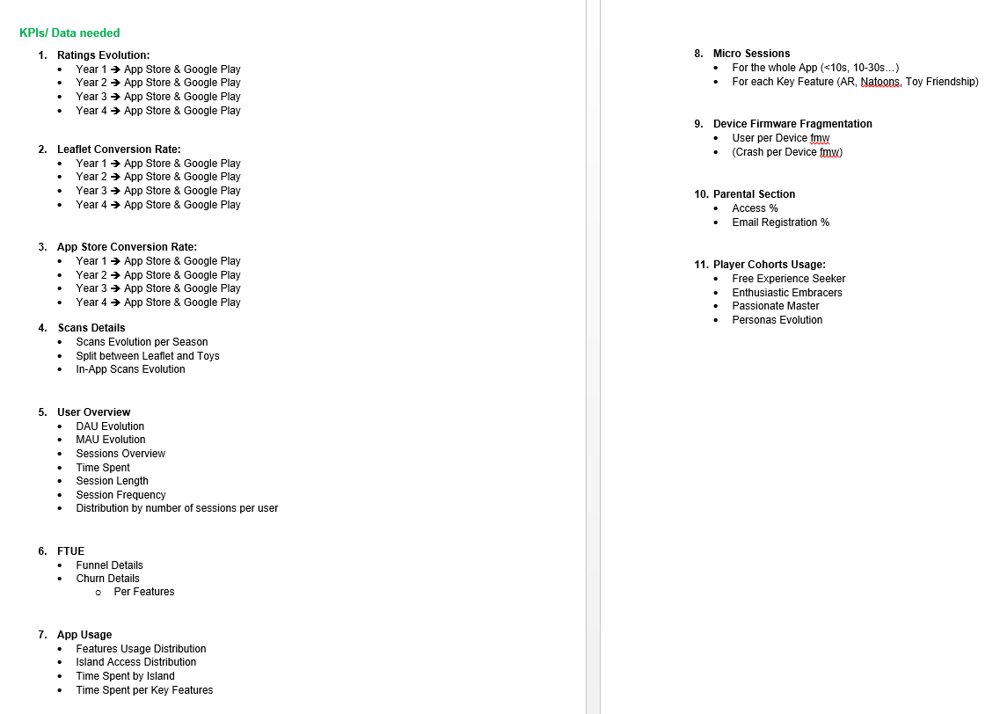 KPIs/ Data needed
1. Ratings Evolution:
• Year 1 → App Store & Google Play
• Year 2 → App Store & Google Play
• Year 3 → App Store & Google Play
• Year 4 → App Store & Google Play
2. Leaflet Conversion Rate:
• Year 1 → App Store & Google Play
• Year 2 → App Store & Google Play
• Year 3 → App Store & Google Play
• Year 4 → App Store & Google Play
3. App Store Conversion Rate:
• Year 1 → App Store & Google Play
• Year 2 → App Store & Google Play
• Year 3 → App Store & Google Play
• Year 4 → App Store & Google Play
4. Scans Details
• Scans Evolution per Season
• Split between Leaflet and Toys
• In-App Scans Evolution
5. User Overview
• DAU Evolution
• MAU Evolution
• Sessions Overview
• Time Spent
• Session Length
• Session Frequency
• Distribution by number of sessions per user
6. FTUE
• Funnel Details
• Churn Details
o Per Features
7. App Usage
• Features Usage Distribution
• Island Access Distribution
• Time Spent by Island
• Time Spent per Key Features
8. Micro Sessions
• For the whole App (<10s, 10-30s…)
• For each Key Feature (AR, Natoons, Toy Friendship)
9. Device Firmware Fragmentation
• User per Device fmw
• (Crash per Device fmw)
10. Parental Section
• Access %
• Email Registration %
11. Player Cohorts Usage:
• Free Experience Seeker
• Enthusiastic Embracers
• Passionate Master
• Personas Evolution